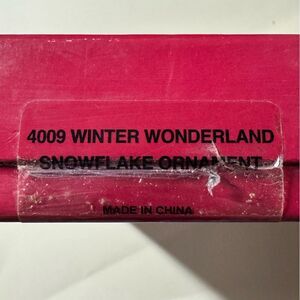 4009 WINTER WONDERLAND
SNOWFLAKE ORNAMENT
MADE IN CHINA